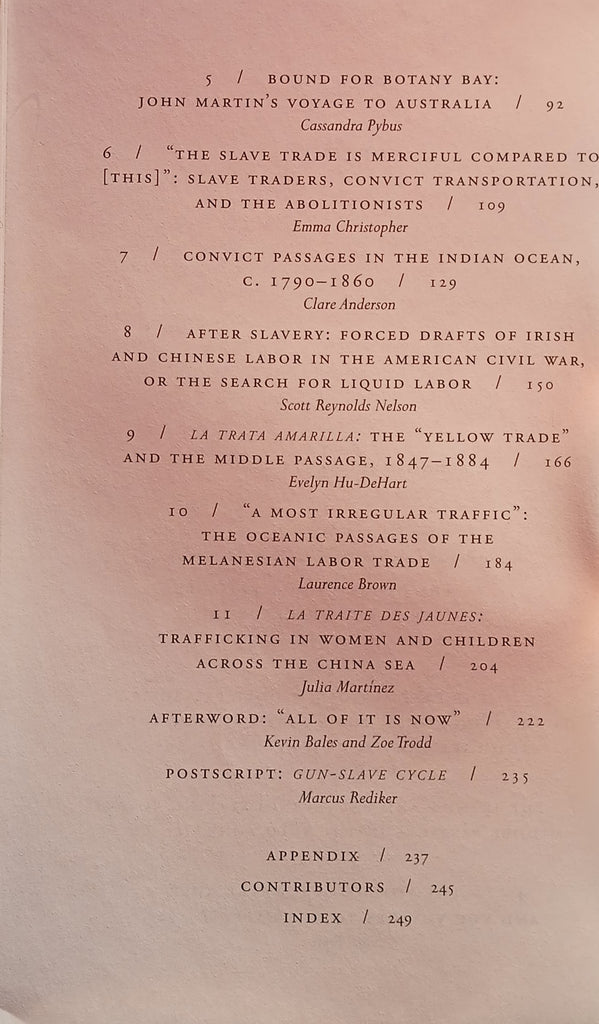 5 / BOUND FOR BOTANY BAY:
JOHN MARTIN'S VOYAGE TO AUSTRALIA / 92
Cassandra Pybus
6 / “THE SLAVE TRADE IS MERCIFUL COMPARED TO
[THIS]”: SLAVE TRADERS, CONVICT TRANSPORTATION,
AND THE ABOLITIONISTS / 109
Emma Christopher
7 / CONVICT PASSAGES IN THE INDIAN OCEAN,
C. 1790–1860 / 129
Clare Anderson
8 / AFTER SLAVERY: FORCED DRAFTS OF IRISH
AND CHINESE LABOR IN THE AMERICAN CIVIL WAR,
OR THE SEARCH FOR LIQUID LABOR / 150
Scott Reynolds Nelson
9 / LA TRATA AMARILLA: THE “YELLOW TRADE”
AND THE MIDDLE PASSAGE, 1847–1884 / 166
Evelyn Hu-DeHart
10 / “A MOST IRREGULAR TRAFFIC”:
THE OCEANIC PASSAGES OF THE
MELANESIAN LABOR TRADE / 184
Laurence Brown
11 / LA TRAITE DES JAUNES:
TRAFFICKING IN WOMEN AND CHILDREN
ACROSS THE CHINA SEA / 204
Julia Martínez
AFTERWORD: “ALL OF IT IS NOW” / 222
Kevin Bales and Zoe Trodd
POSTSCRIPT: GUN-SLAVE CYCLE / 235
Marcus Rediker
APPENDIX / 237
CONTRIBUTORS / 245
INDEX / 249